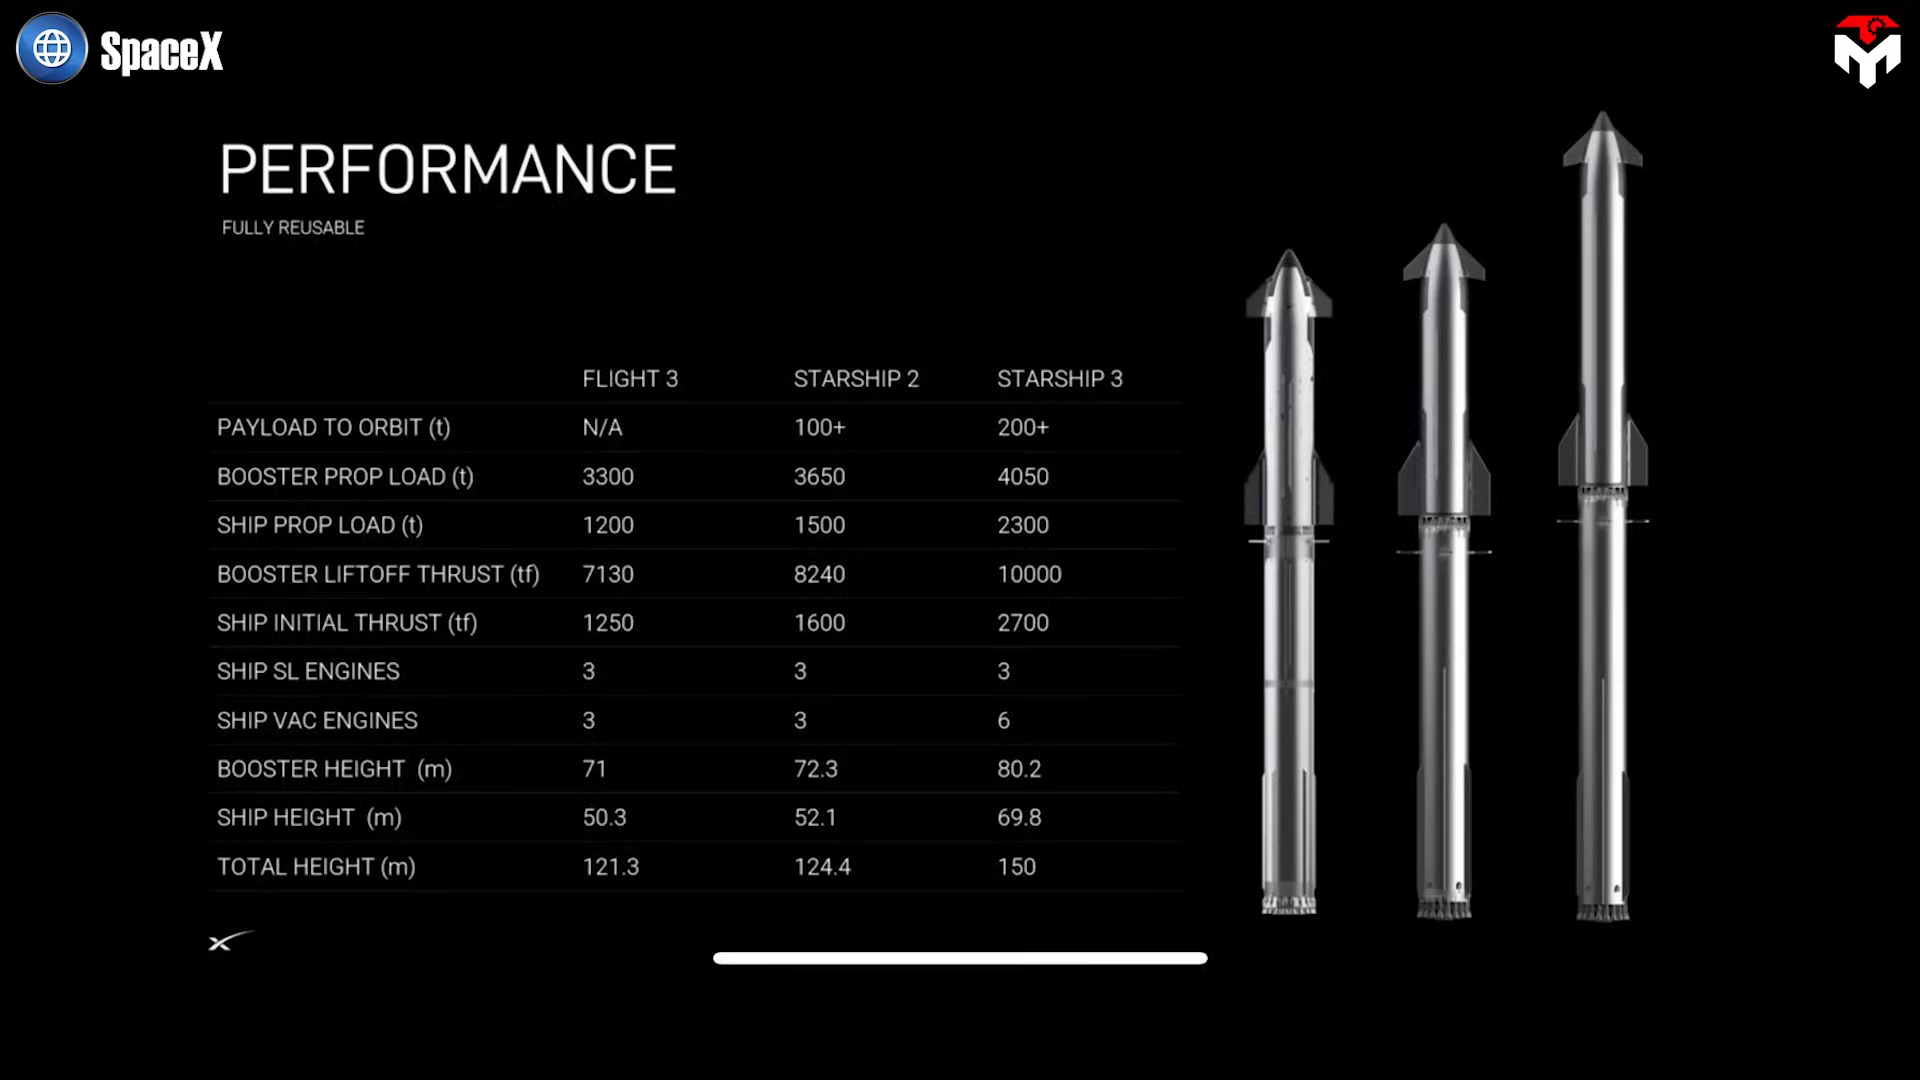 SpaceX
PERFORMANCE
FULLY REUSABLE
FLIGHT 3 STARSHIP 2 STARSHIP 3
PAYLOAD TO ORBIT (t) N/A 100+ 200+
BOOSTER PROP LOAD (t) 3300 3650 4050
SHIP PROP LOAD (t) 1200 1500 2300
BOOSTER LIFTOFF THRUST (tf) 7130 8240 10000
SHIP INITIAL THRUST (tf) 1250 1600 2700
SHIP SL ENGINES 3 3 3
SHIP VAC ENGINES 3 3 6
BOOSTER HEIGHT (m) 71 72.3 80.2
SHIP HEIGHT (m) 50.3 52.1 69.8
TOTAL HEIGHT (m) 121.3 124.4 150